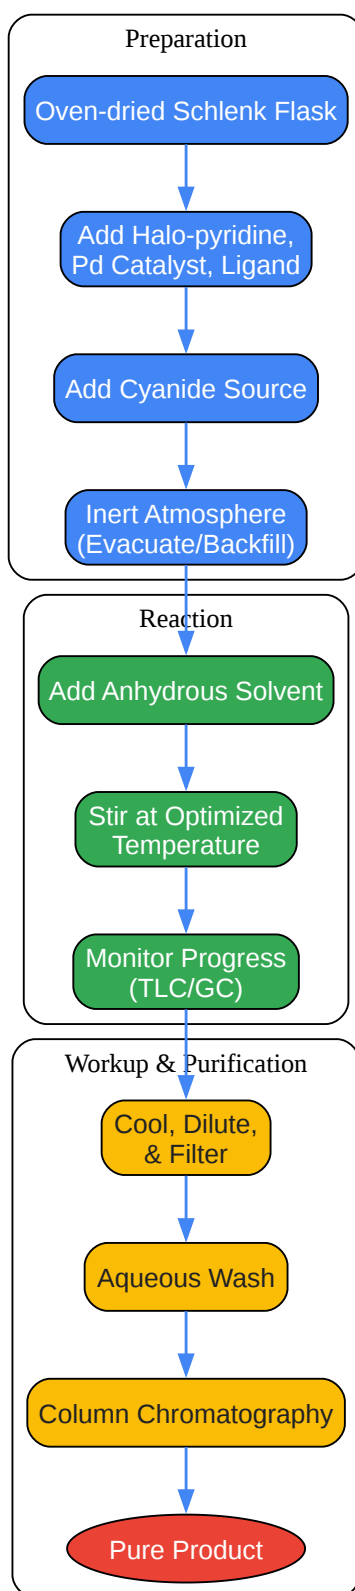 Preparation
Oven-dried Schlenk Flask
Add Halo-pyridine,
Pd Catalyst, Ligand
Add Cyanide Source
Inert Atmosphere
(Evacuate/Backfill)
Reaction
Add Anhydrous Solvent
Stir at Optimized
Temperature
Monitor Progress
(TLC/GC)
Workup & Purification
Cool, Dilute,
& Filter
Aqueous Wash
Column Chromatography
Pure Product